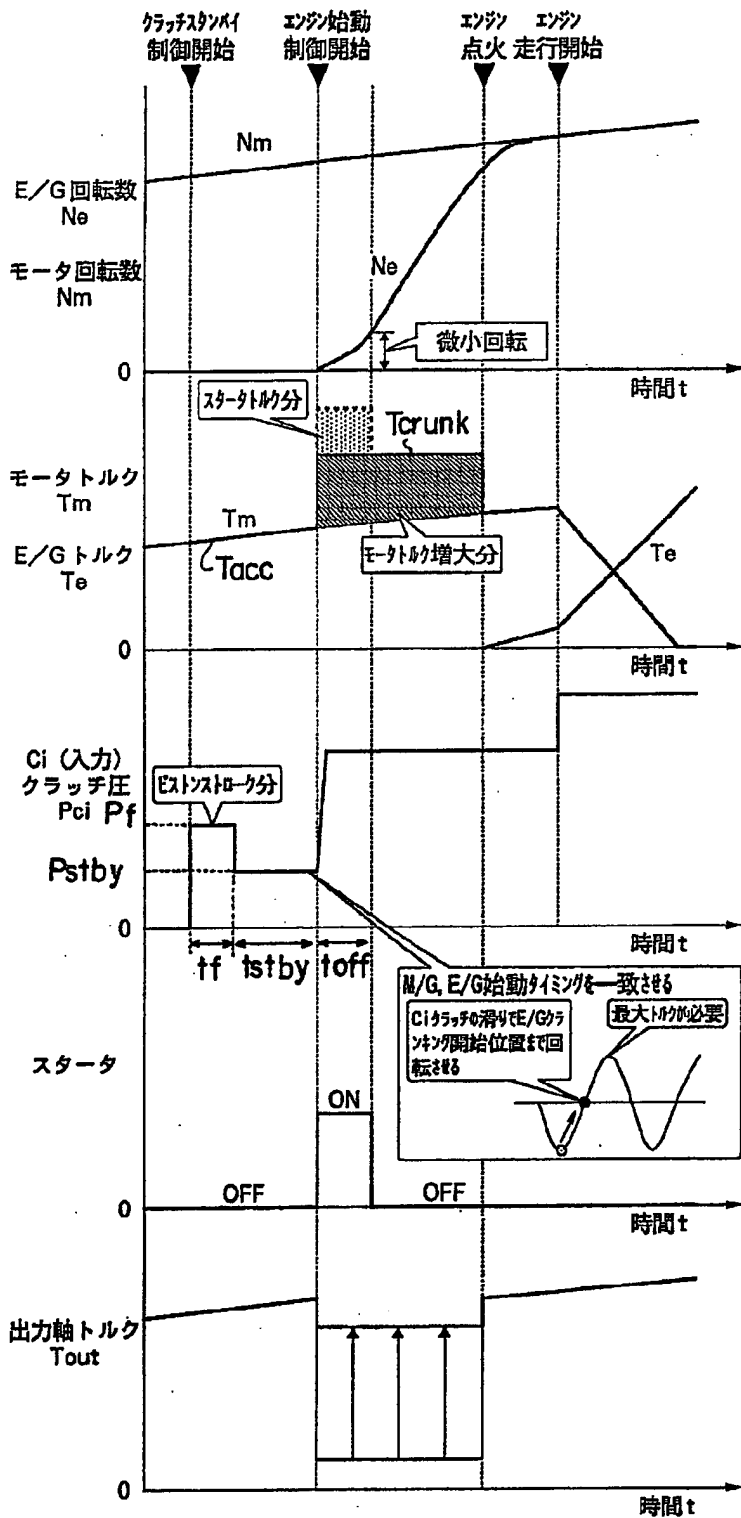 クラッチスタンバイ
制御開始
エンジン始動
制御開始
エンジン
点火
エンジン
走行開始
Nm
E/G回転数
Ne
モータ回転数
Nm
Ne
微小回転
0
時間t
スタータトルク分
Tcrunk
モータトルク
Tm
Tm
モータトルク増大分
E/Gトルク
Te
Tacc
Te
0
時間t
Ci (入力)
クラッチ圧
Pci Pf
ピストンストローク分
Pstby
0
時間t
tf tstby toff
M/G, E/G始動タイミングを一致させる
Ciクラッチの滑りでE/Gクラ
ンキング開始位置まで回
転させる
最大トルクが必要
スタータ
ON
OFF
OFF
0
時間t
出力軸トルク
Tout
0
時間t